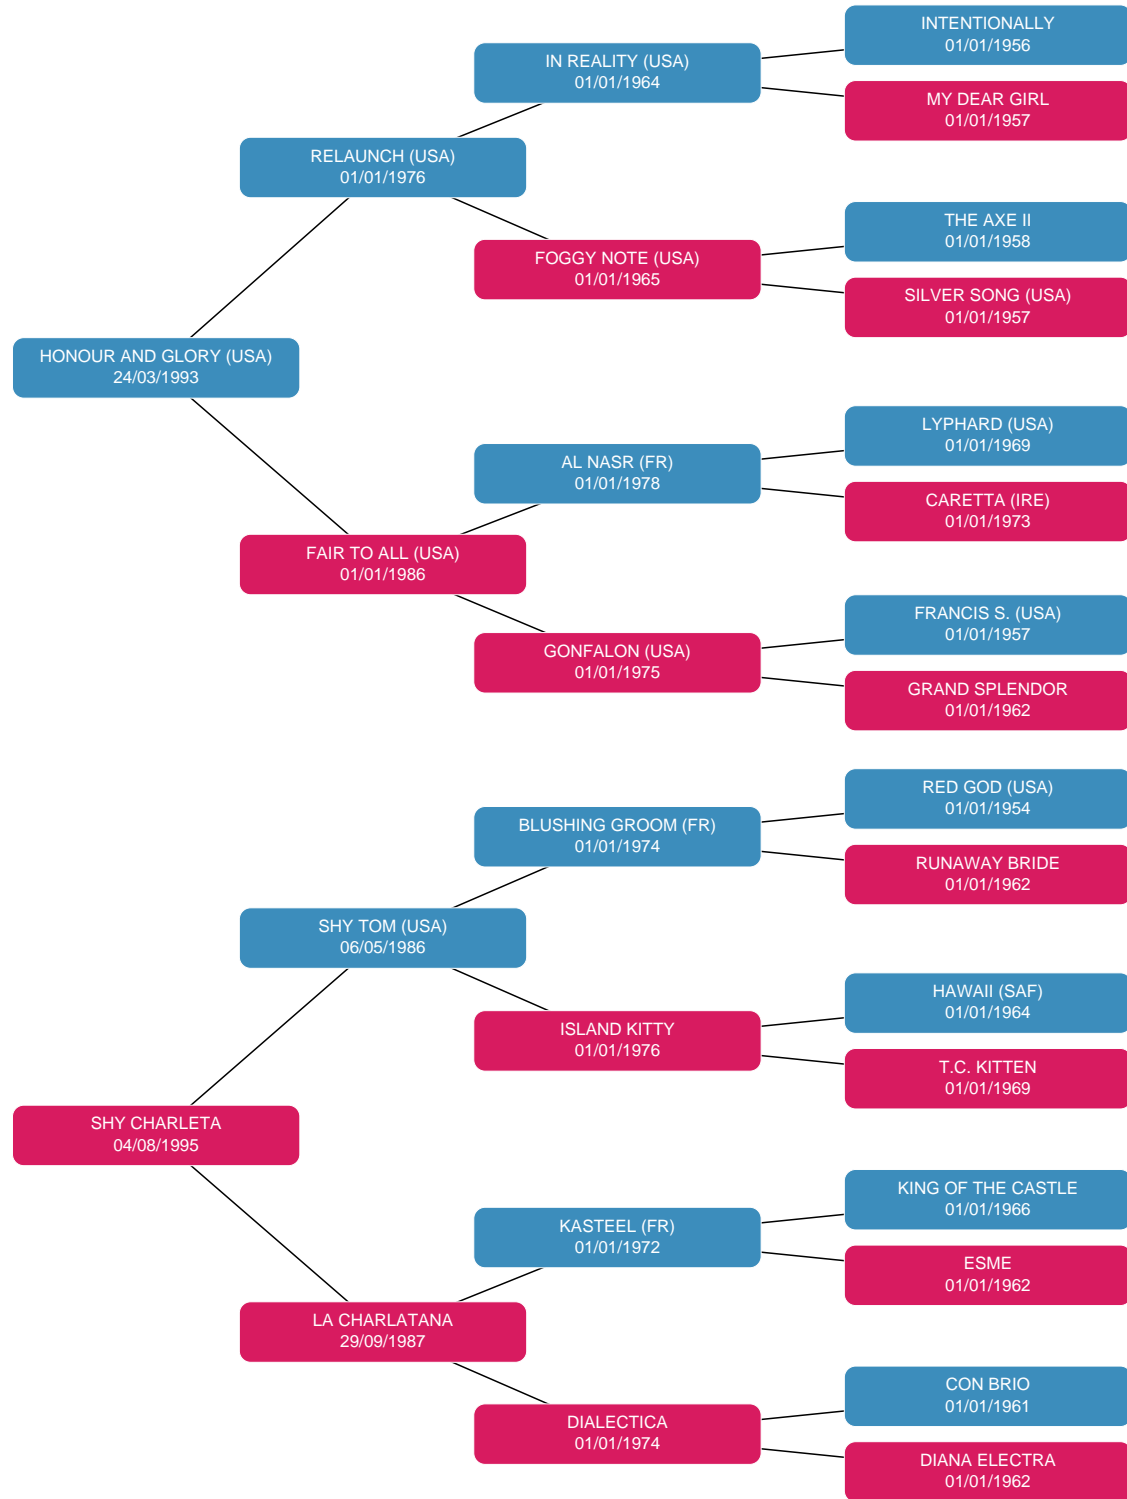 INTENTIONALLY
01/01/1956
IN REALITY (USA)
01/01/1964
MY DEAR GIRL
01/01/1957
RELAUNCH (USA)
01/01/1976
THE AXE II
01/01/1958
FOGGY NOTE (USA)
01/01/1965
SILVER SONG (USA)
01/01/1957
HONOUR AND GLORY (USA)
24/03/1993
LYPHARD (USA)
01/01/1969
AL NASR (FR)
01/01/1978
CARETTA (IRE)
01/01/1973
FAIR TO ALL (USA)
01/01/1986
FRANCIS S. (USA)
01/01/1957
GONFALON (USA)
01/01/1975
GRAND SPLENDOR
01/01/1962
RED GOD (USA)
01/01/1954
BLUSHING GROOM (FR)
01/01/1974
RUNAWAY BRIDE
01/01/1962
SHY TOM (USA)
06/05/1986
HAWAII (SAF)
01/01/1964
ISLAND KITTY
01/01/1976
T.C. KITTEN
01/01/1969
SHY CHARLETA
04/08/1995
KING OF THE CASTLE
01/01/1966
KASTEEL (FR)
01/01/1972
ESME
01/01/1962
LA CHARLATANA
29/09/1987
CON BRIO
01/01/1961
DIALECTICA
01/01/1974
DIANA ELECTRA
01/01/1962